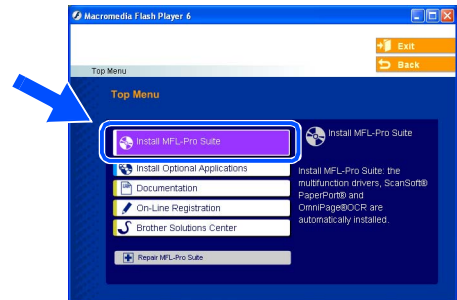 Macromedia Flash Player 6
Exit
Back
Top Menu
Top Menu
Install MFL-Pro Suite
Install Optional Applications
Documentation
On-Line Registration
Brother Solutions Center
Repair MFL-Pro Suite
Install MFL-Pro Suite
Install MFL-Pro Suite: the
multifunction drivers, ScanSoft®
PaperPort® and
OmniPage®OCR are
automatically installed.